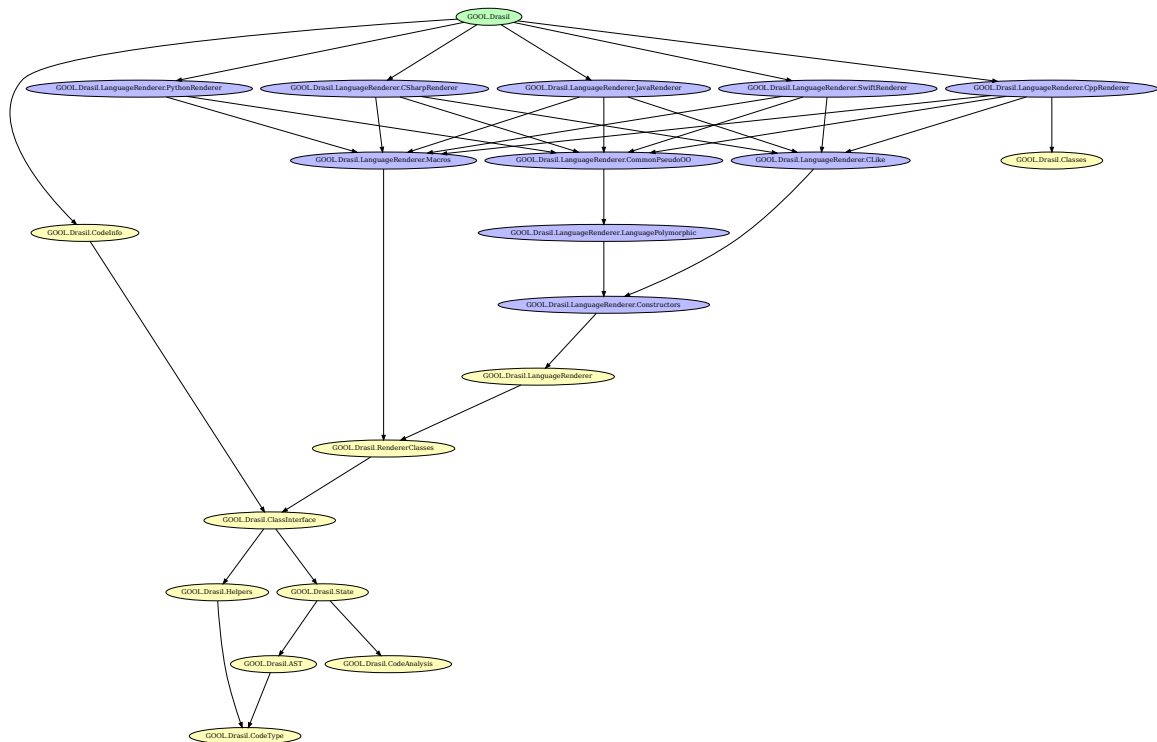 GOOL.Drasil
GOOL.Drasil.LanguageRenderer.PythonRenderer
GOOL.Drasil.LanguageRenderer.CSharpRenderer
GOOL.Drasil.LanguageRenderer.JavaRenderer
GOOL.Drasil.LanguageRenderer.SwiftRenderer
GOOL.Drasil.LanguageRenderer.CppRenderer
GOOL.Drasil.LanguageRenderer.Macros
GOOL.Drasil.LanguageRenderer.CommonPseudoOO
GOOL.Drasil.LanguageRenderer.CLike
GOOL.Drasil.Classes
GOOL.Drasil.CodeInfo
GOOL.Drasil.LanguageRenderer.LanguagePolymorphic
GOOL.Drasil.LanguageRenderer.Constructors
GOOL.Drasil.LanguageRenderer
GOOL.Drasil.RendererClasses
GOOL.Drasil.ClassInterface
GOOL.Drasil.Helpers
GOOL.Drasil.State
GOOL.Drasil.AST
GOOL.Drasil.CodeAnalysis
GOOL.Drasil.CodeType